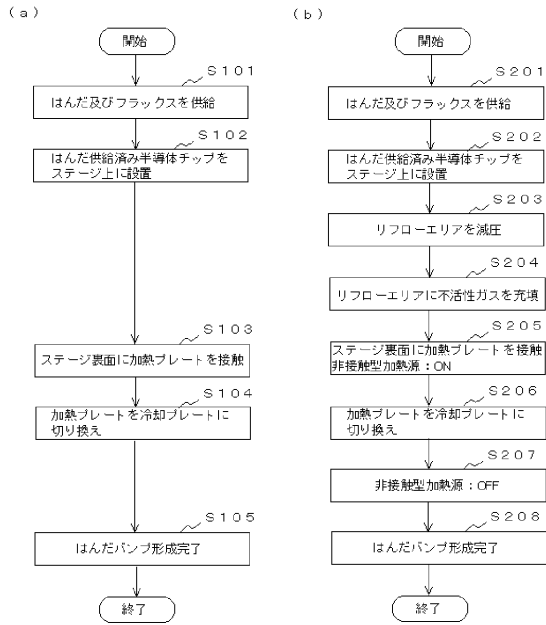 (a)
開始
S101
はんだ及びフラックスを供給
S102
はんだ供給済み半導体チップを
ステージ上に設置
S103
ステージ裏面に加熱プレートを接触
S104
加熱プレートを冷却プレートに
切り換え
S105
はんだバンプ形成完了
終了
(b)
開始
S201
はんだ及びフラックスを供給
S202
はんだ供給済み半導体チップを
ステージ上に設置
S203
リフローエリアを減圧
S204
リフローエリアに不活性ガスを充填
S205
ステージ裏面に加熱プレートを接触
非接触型加熱源：ON
S206
加熱プレートを冷却プレートに
切り換え
S207
非接触型加熱源：OFF
S208
はんだバンプ形成完了
終了